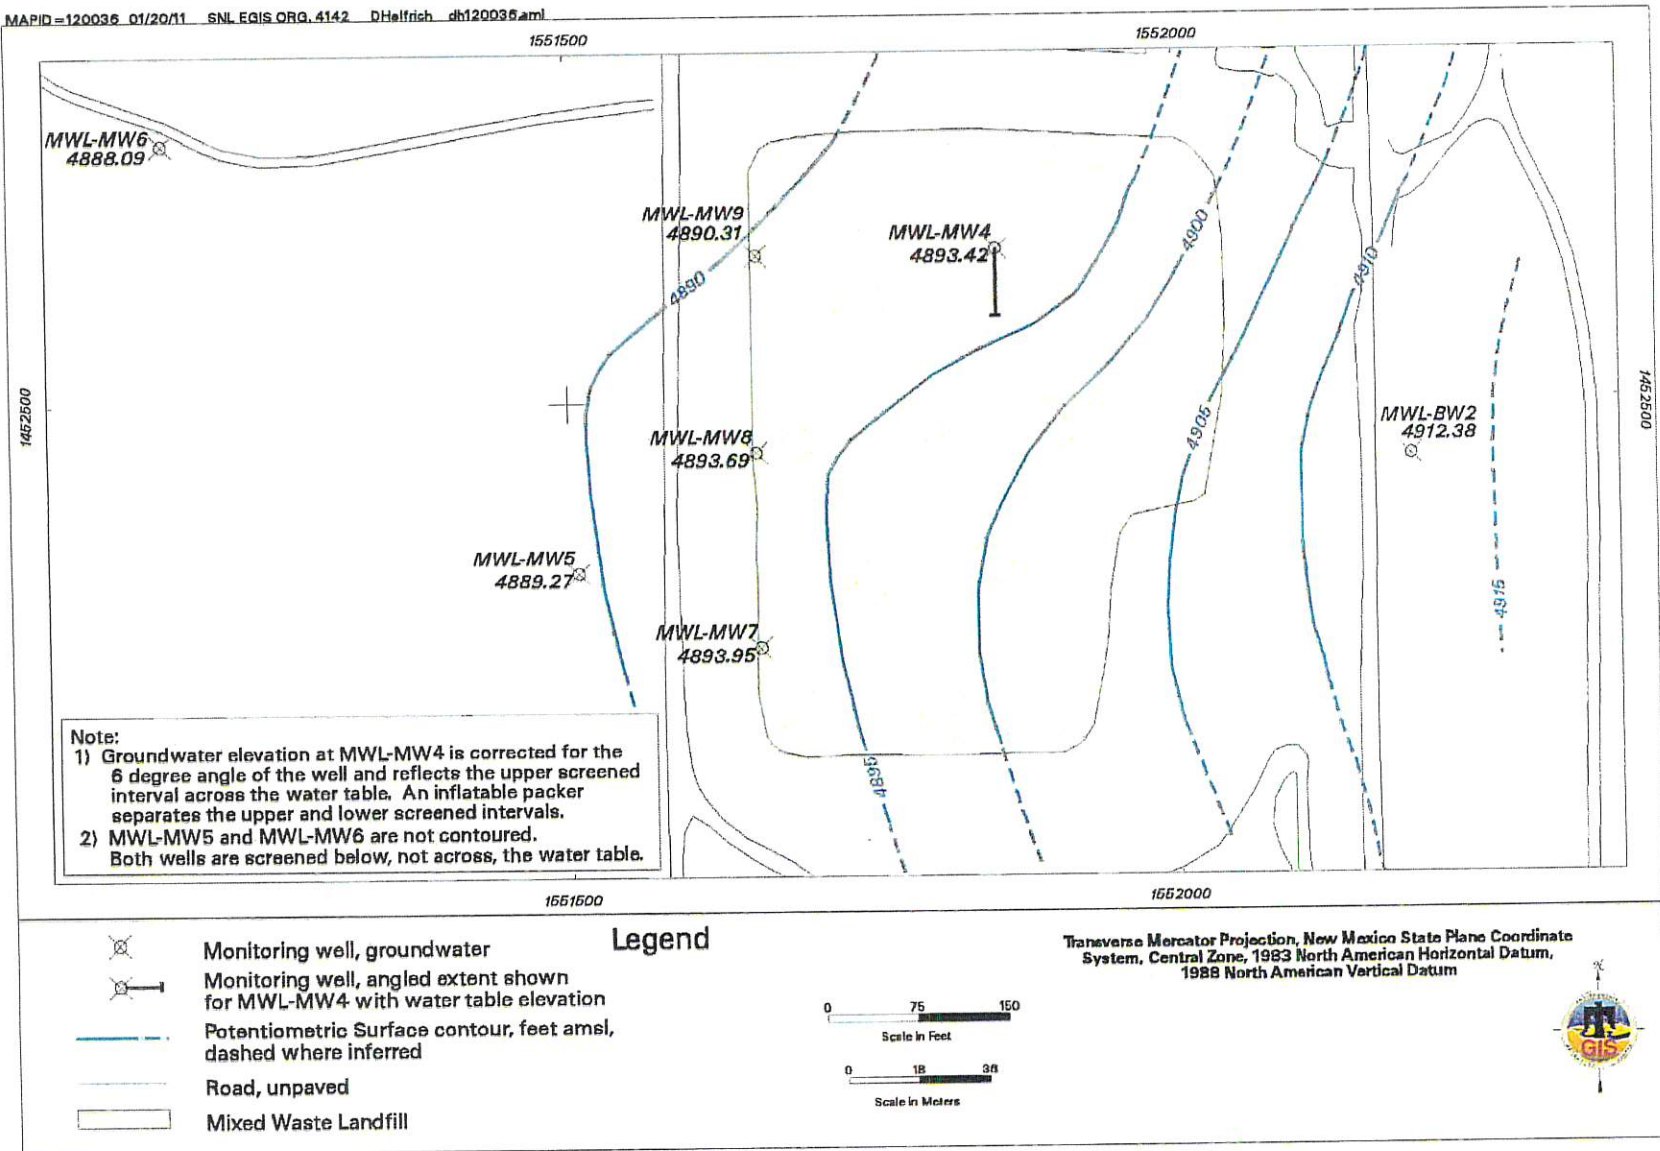 MAPID=120036 01/20/11 SNL EGIS ORG. 4142 DHelfrich dh120036.aml
1551500
1552000
MWL-MW6
4888.09
MWL-MW9
4890.31
MWL-MW4
4893.42
4900
4890
4910
1452500
1452500
MWL-BW2
4912.38
4905
MWL-MW8
4893.69
MWL-MW5
4889.27
4915
MWL-MW7
4893.95
4895
Note:
1) Groundwater elevation at MWL-MW4 is corrected for the
6 degree angle of the well and reflects the upper screened
interval across the water table. An inflatable packer
separates the upper and lower screened intervals.
2) MWL-MW5 and MWL-MW6 are not contoured.
Both wells are screened below, not across, the water table.
1551500
1552000
Legend
Monitoring well, groundwater
Monitoring well, angled extent shown
for MWL-MW4 with water table elevation
Potentiometric Surface contour, feet amsl,
dashed where inferred
Road, unpaved
Mixed Waste Landfill
0 75 150
Scale in Feet
0 18 36
Scale in Meters
Transverse Mercator Projection, New Mexico State Plane Coordinate
System, Central Zone, 1983 North American Horizontal Datum,
1988 North American Vertical Datum
GIS